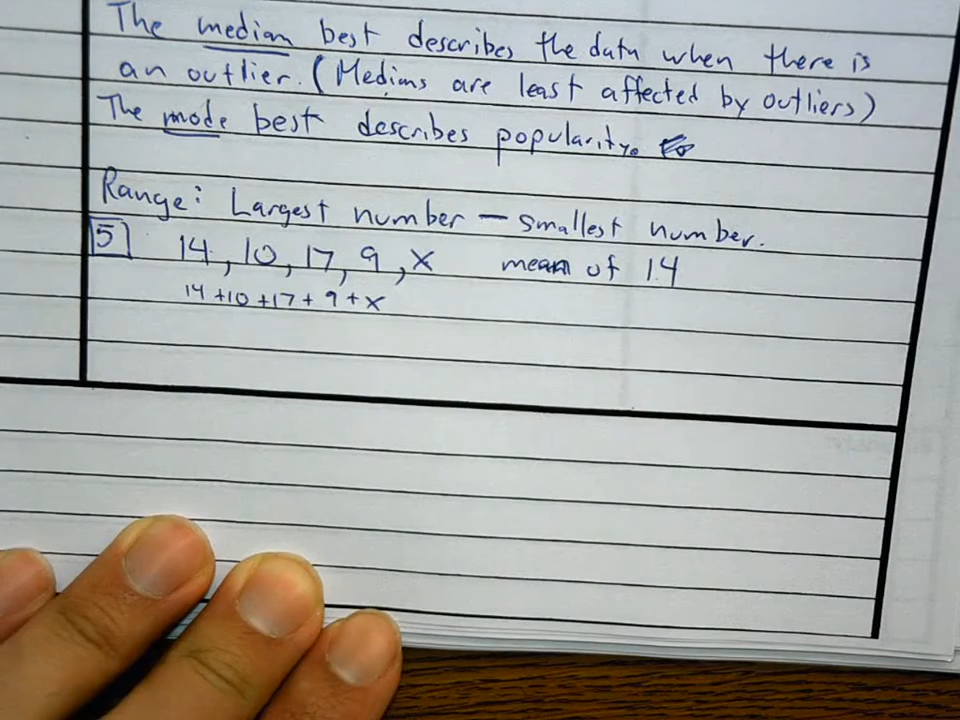 The median best describes the data when there is
an outlier. (Medians are least affected by outliers)
The mode best describes popularity.
Range: Largest number - smallest number.
5 14, 10, 17, 9, x mean of 14
14 + 10 + 17 + 9 + x